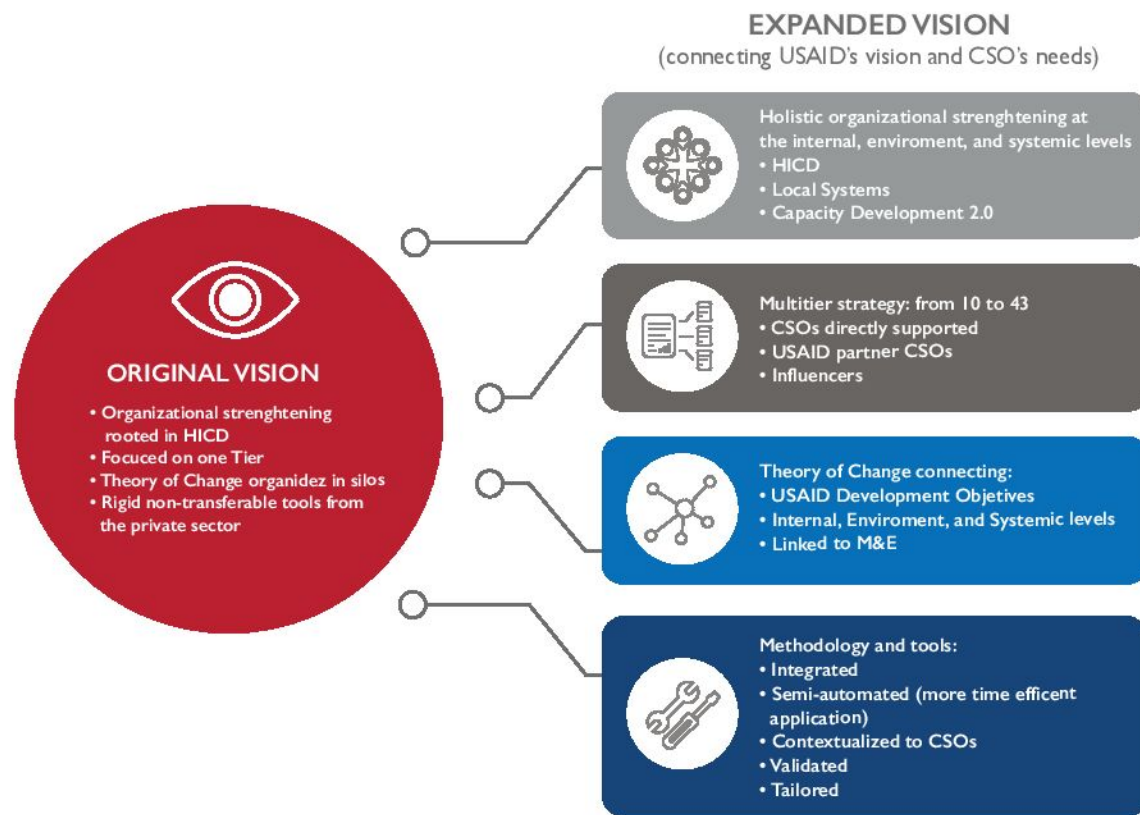 EXPANDED VISION
(connecting USAID's vision and CSO's needs)
ORIGINAL VISION
• Organizational strenghtening
rooted in HICD
• Focuced on one Tier
• Theory of Change organidez in silos
• Rigid non-transferable tools from
the private sector
Holistic organizational strenghtening at
the internal, enviroment, and systemic levels
• HICD
• Local Systems
• Capacity Development 2.0
Multitier strategy: from 10 to 43
• CSOs directly supported
• USAID partner CSOs
• Influencers
Theory of Change connecting:
• USAID Development Objetives
• Internal, Enviroment, and Systemic levels
• Linked to M&E
Methodology and tools:
• Integrated
• Semi-automated (more time efficent
application)
• Contextualized to CSOs
• Validated
• Tailored